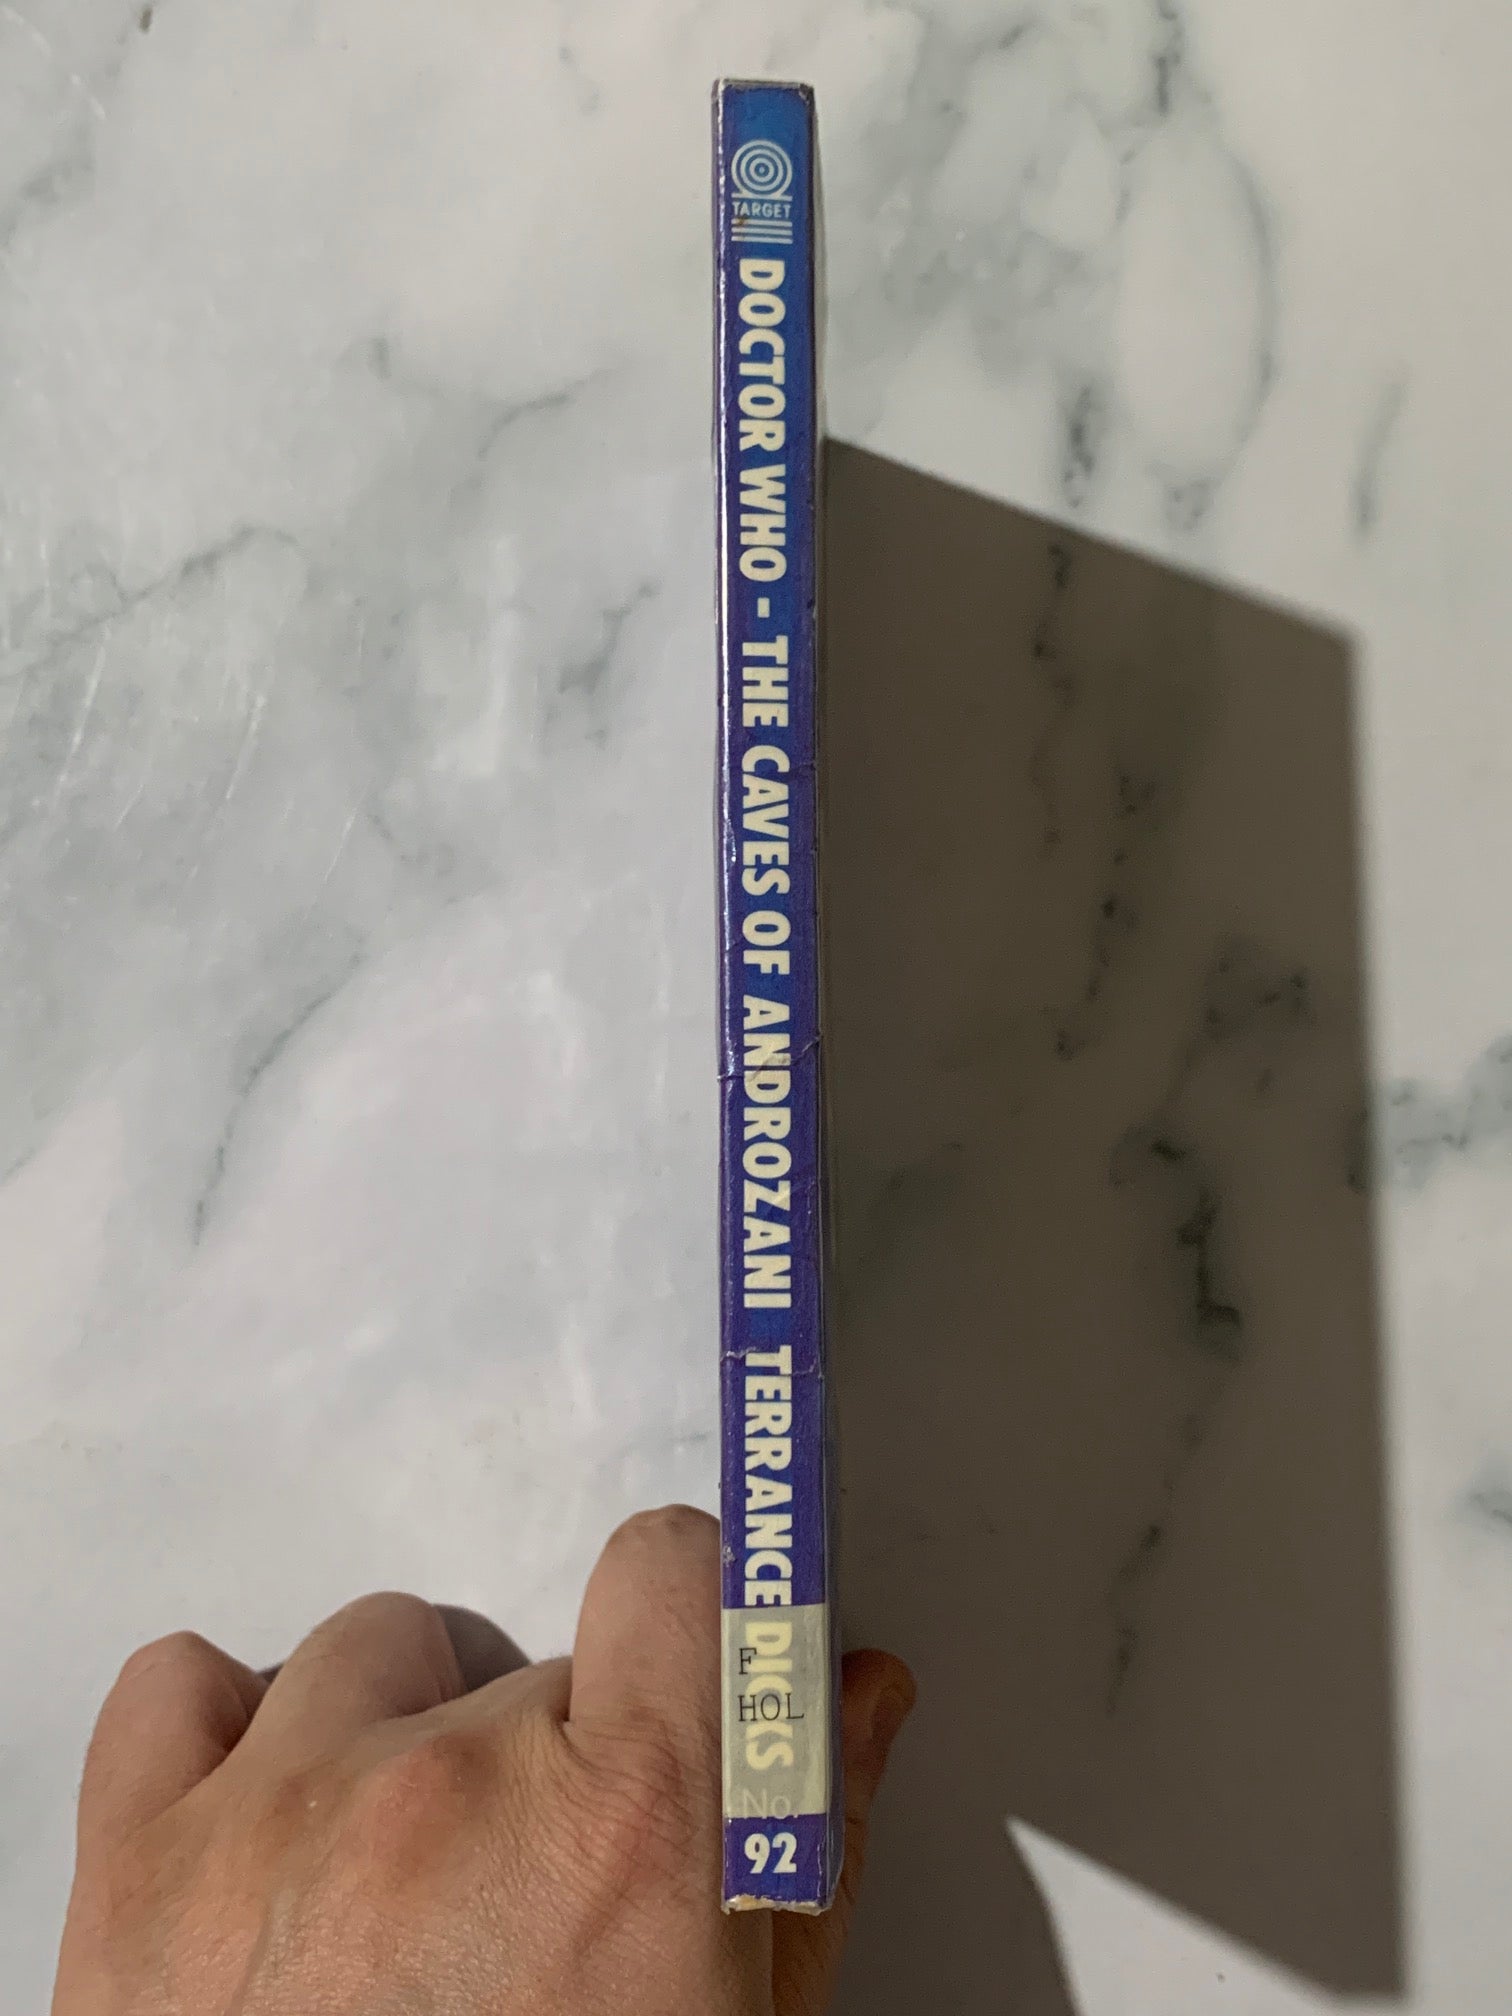 TARGET
DOCTOR WHO - THE CAVES OF ANDROZANI TERRANCE DICKS
F
HOL
No.
92